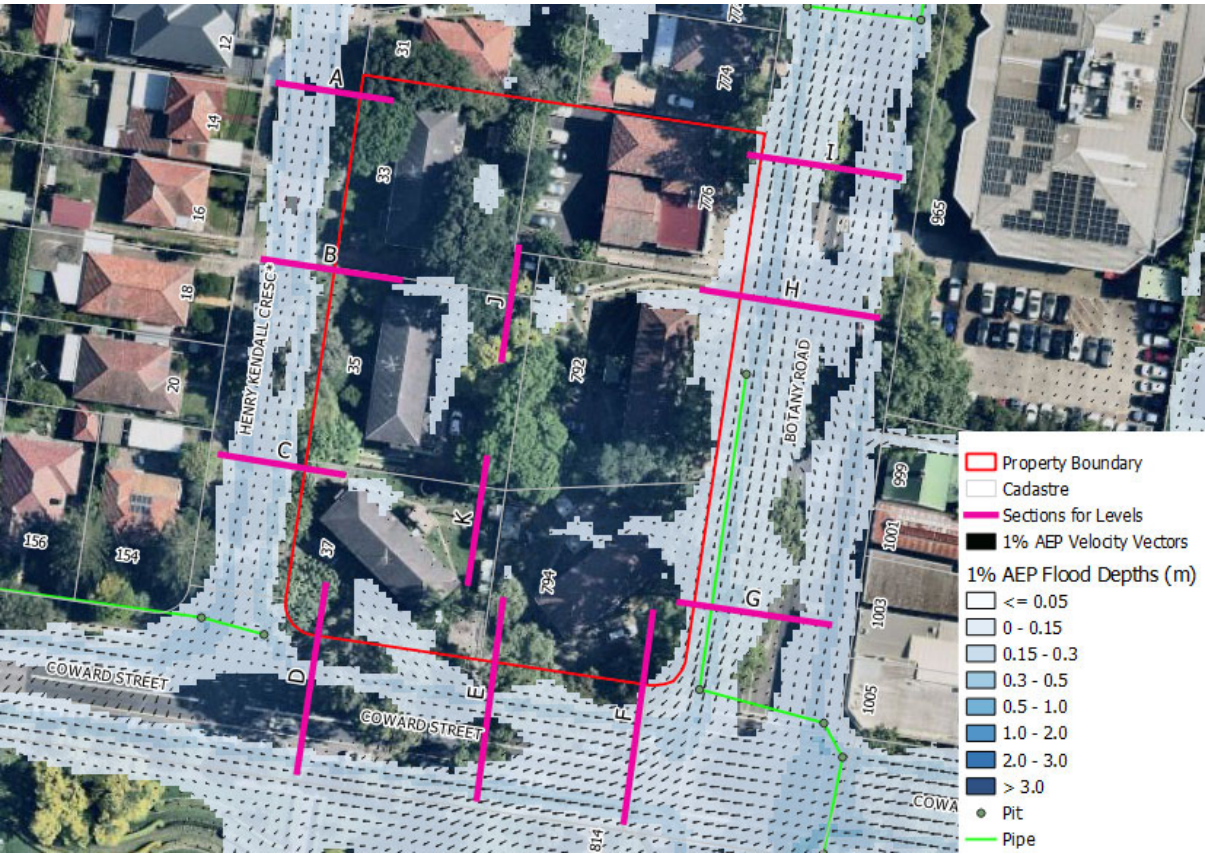 12
31
774
A
14
33
I
776
16
965
B
18
J
H
HENRY KENDALL CRESC*
35
792
BOTANY ROAD
20
C
999
K
1001
156
154
37
794
G
1003
COWARD STREET
D
E
F
1005
COWARD STREET
814
COWA
Property Boundary
Cadastre
Sections for Levels
1% AEP Velocity Vectors
1% AEP Flood Depths (m)
<= 0.05
0 - 0.15
0.15 - 0.3
0.3 - 0.5
0.5 - 1.0
1.0 - 2.0
2.0 - 3.0
> 3.0
Pit
Pipe